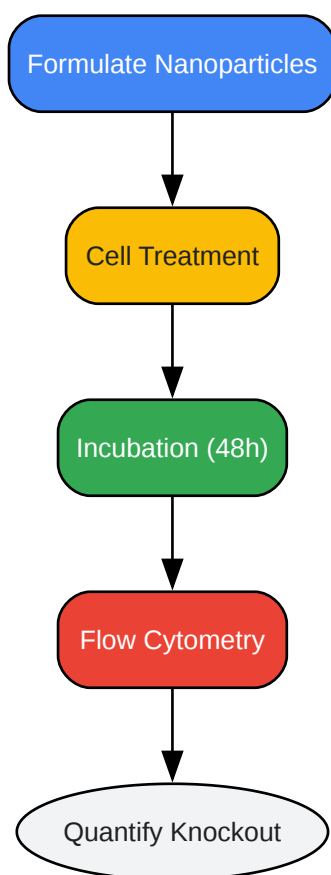 Formulate Nanoparticles
Cell Treatment
Incubation (48h)
Flow Cytometry
Quantify Knockout